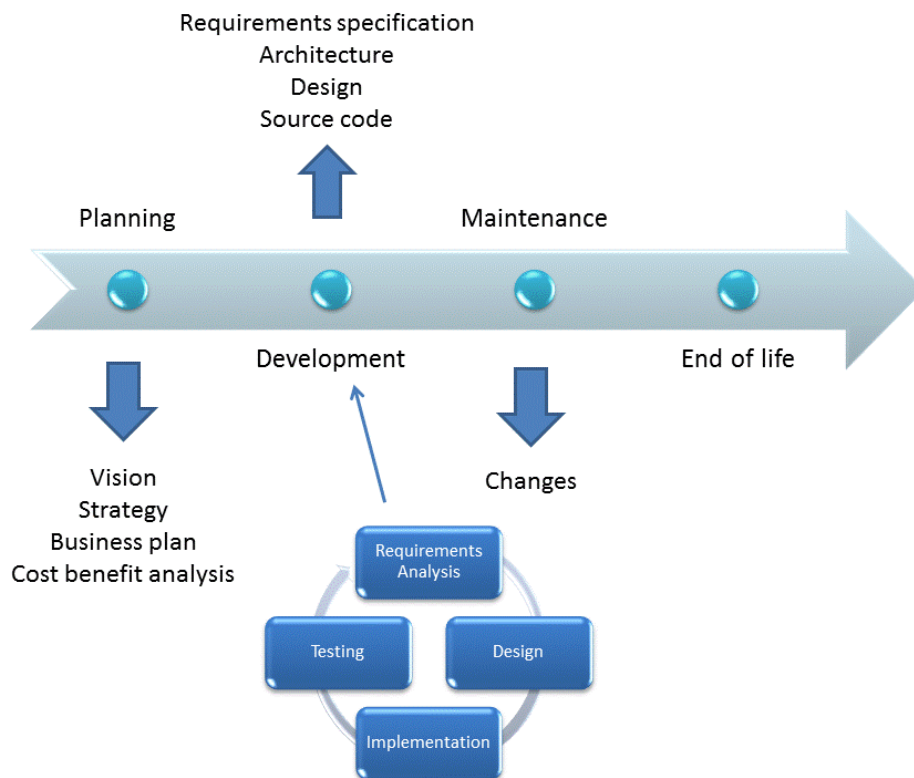 Requirements specification
Architecture
Design
Source code
Planning
Maintenance
Development
End of life
Vision
Strategy
Business plan
Cost benefit analysis
Changes
Requirements
Analysis
Testing
Design
Implementation